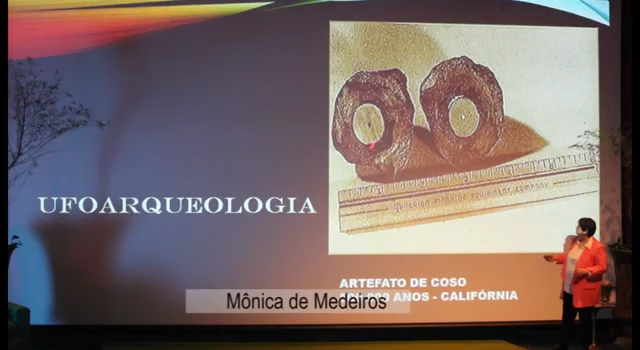 UFOARQUEOLOGIA
ARTEFATO DE COSO
ANOS - CALIFÓRNIA
Mônica de Medeiros